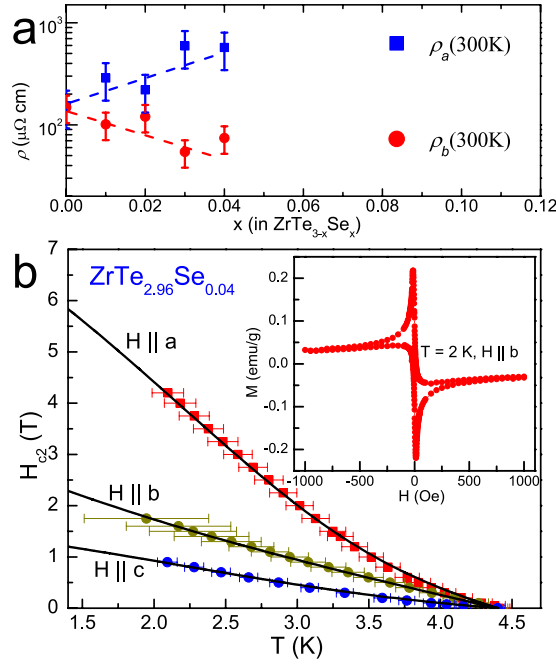 a
10³
10²
ρ (μΩ cm)
ρₐ(300K)
ρ_b(300K)
0.00 0.02 0.04 0.06 0.08 0.10 0.12
x (in ZrTe₃₋ₓSeₓ)
b
ZrTe₂.₉₆Se₀.₀₄
H || a
H || b
H || c
6
5
4
3
2
1
0
H_c2 (T)
1.5 2.0 2.5 3.0 3.5 4.0 4.5
T (K)
0.2
0.1
0.0
-0.1
-0.2
M (emu/g)
T = 2 K, H || b
-1000 -500 0 500 1000
H (Oe)